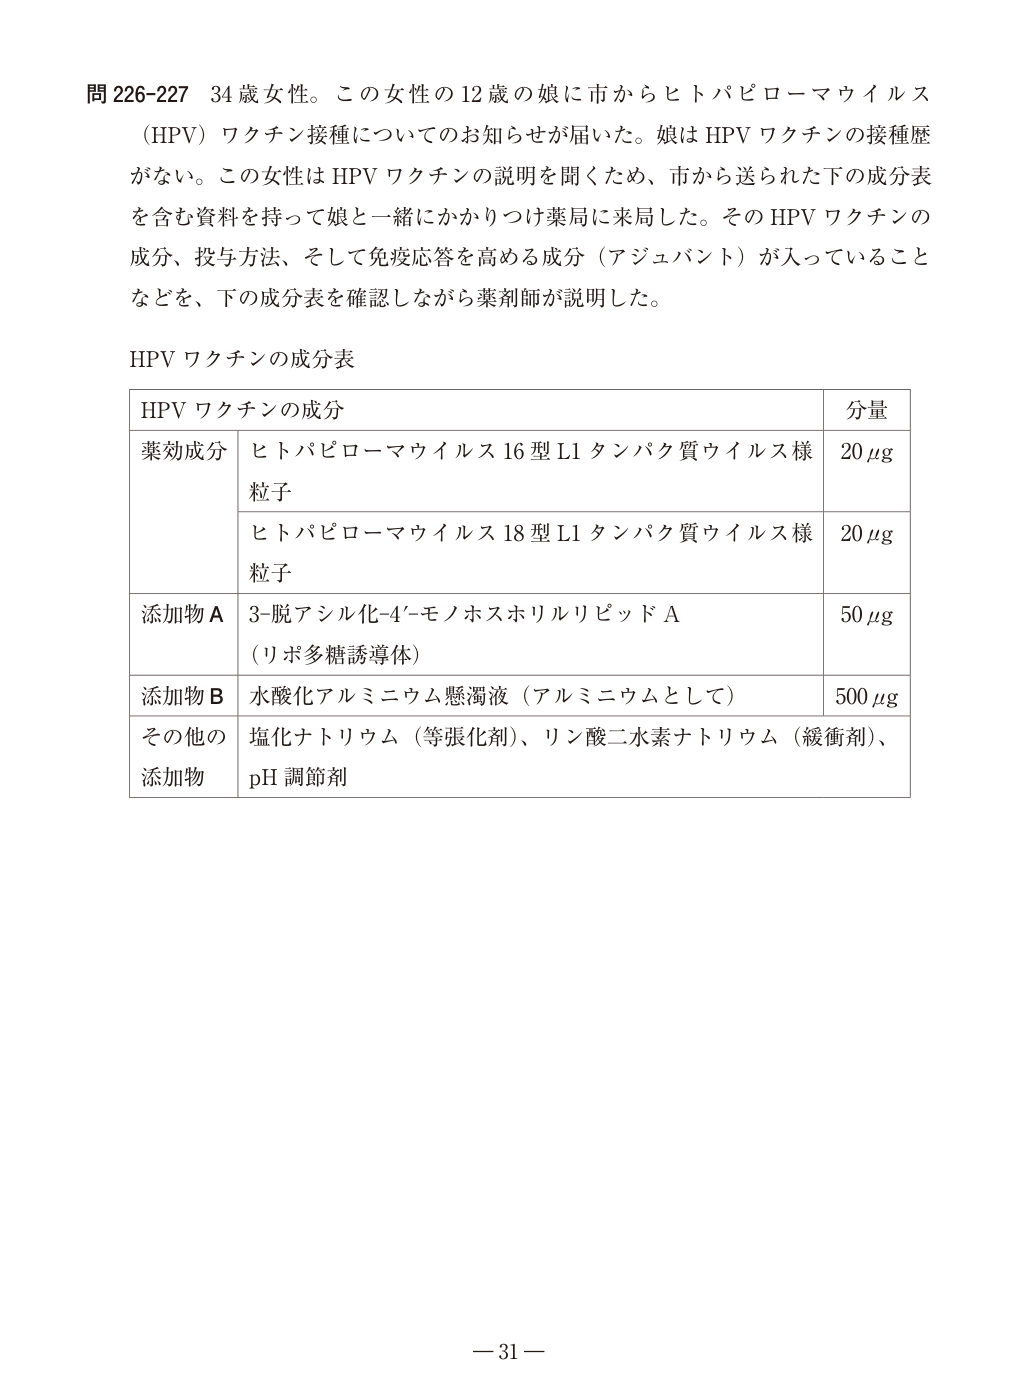 問 226−227　34 歳女性。この女性の 12 歳の娘に市からヒトパピローマウイルス
（HPV）ワクチン接種についてのお知らせが届いた。娘は HPV ワクチンの接種歴
がない。この女性は HPV ワクチンの説明を聞くため、市から送られた下の成分表
を含む資料を持って娘と一緒にかかりつけ薬局に来局した。その HPV ワクチンの
成分、投与方法、そして免疫応答を高める成分（アジュバント）が入っていること
などを、下の成分表を確認しながら薬剤師が説明した。
HPV ワクチンの成分表
HPV ワクチンの成分　分量
薬効成分　ヒトパピローマウイルス 16 型 L1 タンパク質ウイルス様　20 μg
粒子
ヒトパピローマウイルス 18 型 L1 タンパク質ウイルス様　20 μg
粒子
添加物 A　3−脱アシル化−4′−モノホスホリルリピッド A　50 μg
（リポ多糖誘導体）
添加物 B　水酸化アルミニウム懸濁液（アルミニウムとして）　500 μg
その他の　塩化ナトリウム（等張化剤）、リン酸二水素ナトリウム（緩衝剤）、
添加物　pH 調節剤
― 31 ―